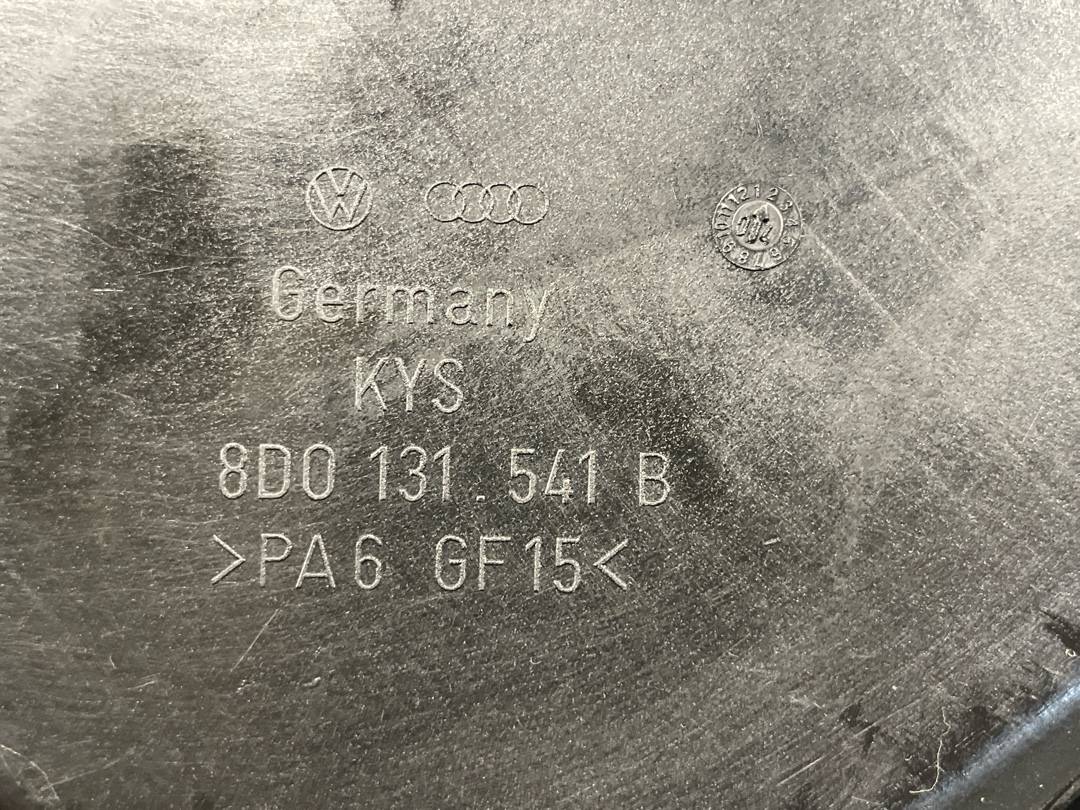 Germany
KYS
8D0 131.541 B
>PA6 GF15<